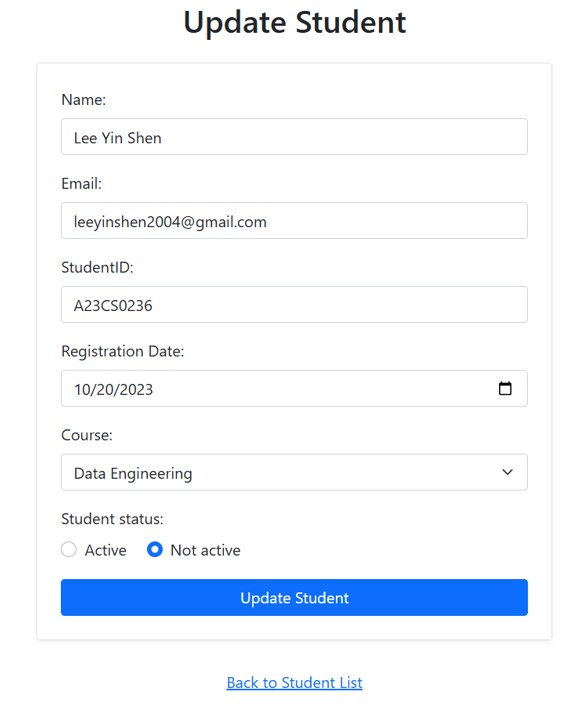 Update Student
Name:
Lee Yin Shen
Email:
leeyinshen2004@gmail.com
StudentID:
A23CS0236
Registration Date:
10/20/2023
Course:
Data Engineering
Student status:
Active Not active
Update Student
Back to Student List